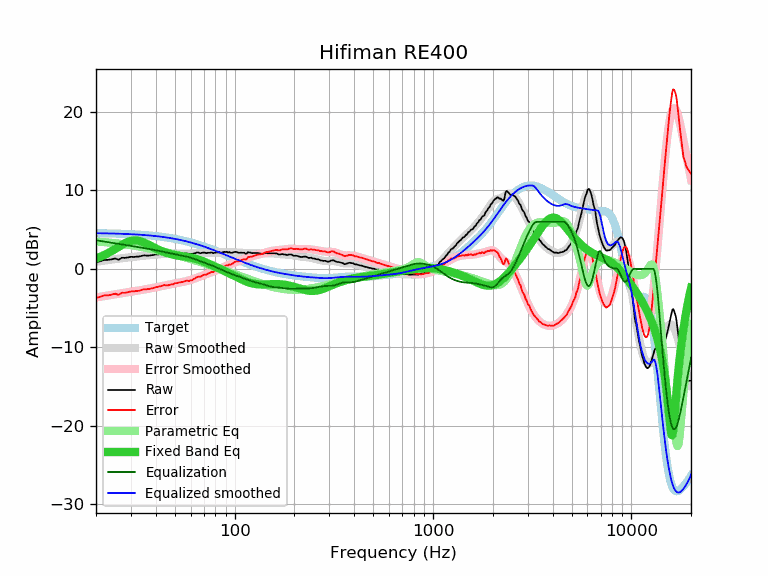 Hifiman RE400
Amplitude (dBr)
20
10
0
−10
−20
−30
Target
Raw Smoothed
Error Smoothed
Raw
Error
Parametric Eq
Fixed Band Eq
Equalization
Equalized smoothed
100
1000
10000
Frequency (Hz)